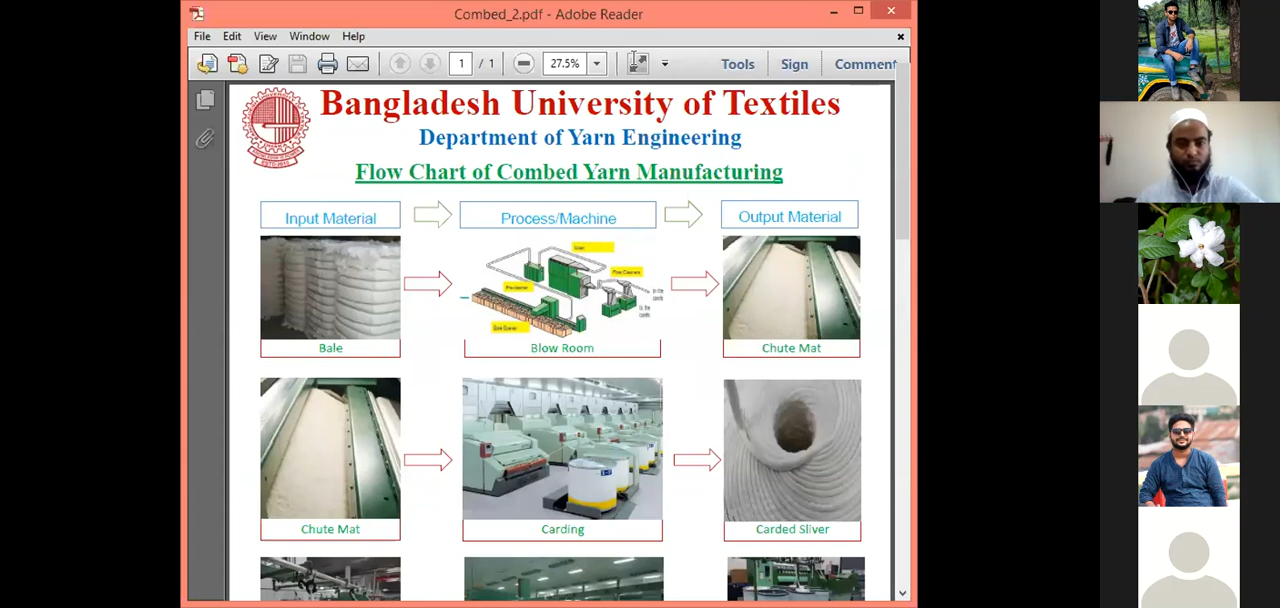 Combed_2.pdf - Adobe Reader
File Edit View Window Help
1 / 1 27.5% Tools Sign Comment
Bangladesh University of Textiles
Department of Yarn Engineering
Flow Chart of Combed Yarn Manufacturing
Input Material Process/Machine Output Material
Bale Blow Room Chute Mat
Chute Mat Carding Carded Sliver